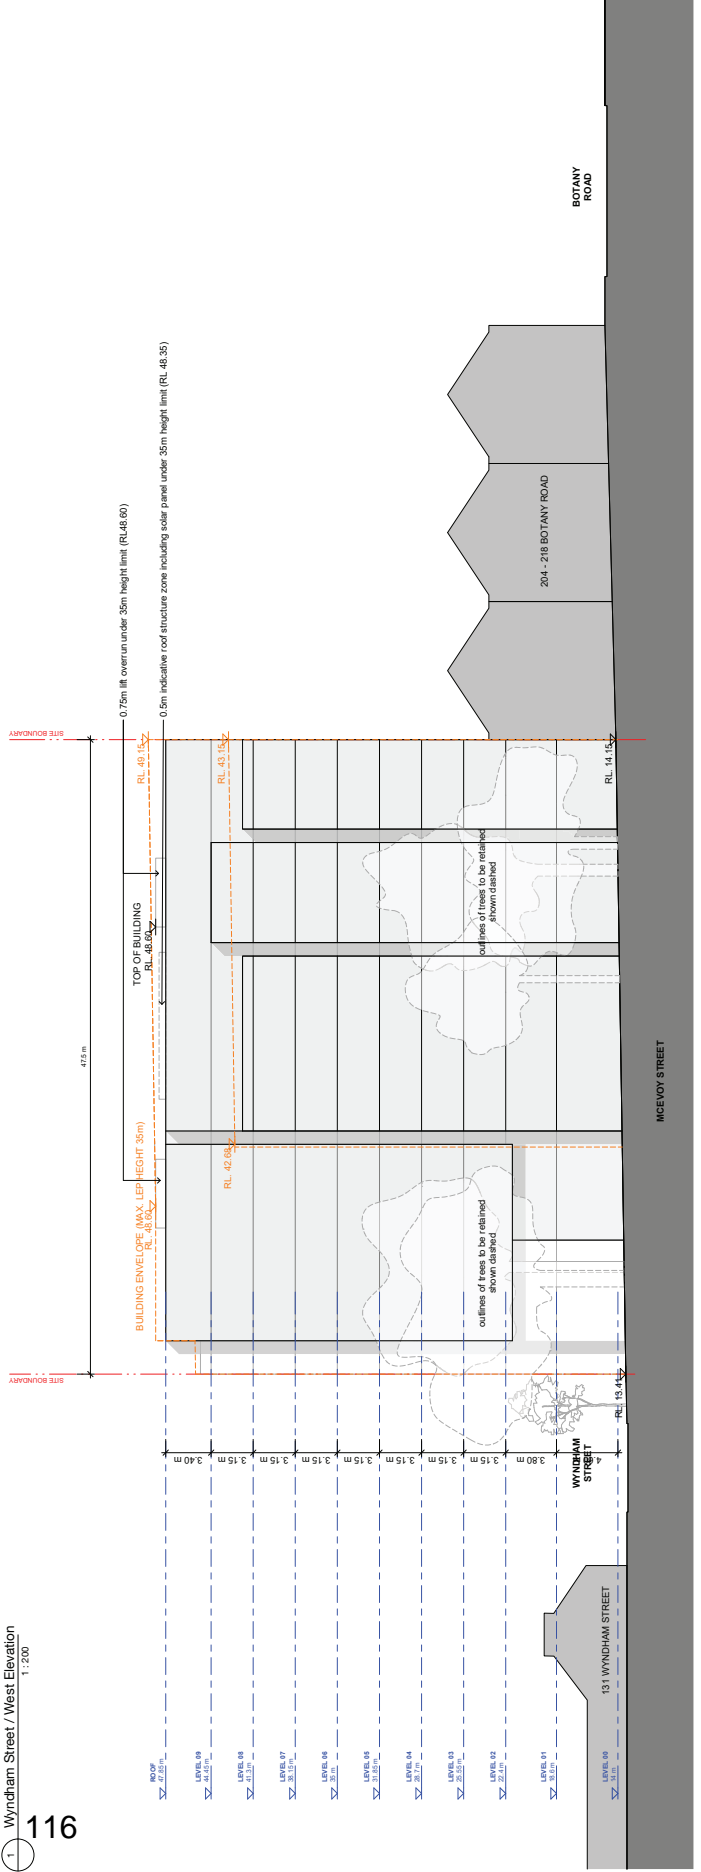 1
Wyndham Street / West Elevation
1 : 200
116
ROOF
47.85 m
LEVEL 09
44.45 m
LEVEL 08
41.3 m
LEVEL 07
38.15 m
LEVEL 06
35 m
LEVEL 05
31.85 m
LEVEL 04
28.7 m
LEVEL 03
25.55 m
LEVEL 02
22.4 m
LEVEL 01
18.6 m
LEVEL 00
14 m
3.40 m
3.15 m
3.15 m
3.15 m
3.15 m
3.15 m
3.15 m
3.15 m
3.80 m
131 WYNDHAM STREET
WYNDHAM
STREET
RL. 13.41
SITE BOUNDARY
47.5 m
SITE BOUNDARY
BUILDING ENVELOPE (MAX. LEP HEIGHT 35m)
RL. 48.60
RL. 42.68
TOP OF BUILDING
RL. 48.60
RL. 49.15
RL. 43.15
RL. 14.15
0.75m lift overrun under 35m height limit (RL48.60)
0.5m indicative roof structure zone including solar panel under 35m height limit (RL 48.35)
outlines of trees to be retained
shown dashed
outlines of trees to be retained
shown dashed
MCEVOY STREET
204 - 218 BOTANY ROAD
BOTANY
ROAD